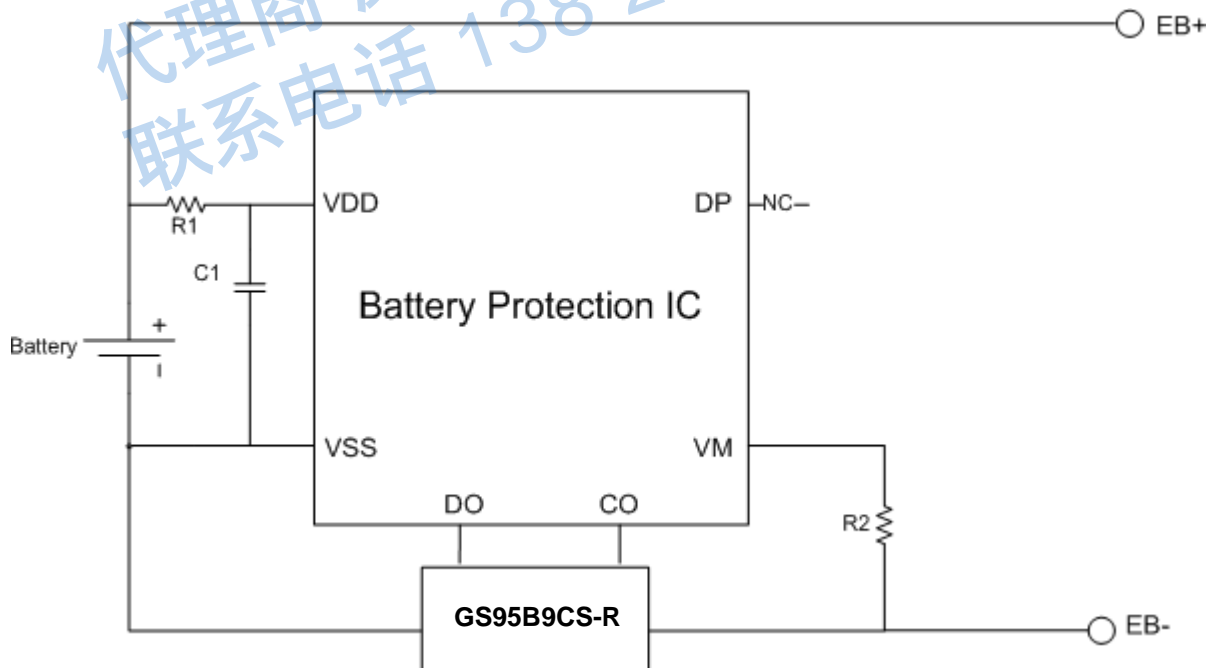 代理商
联系电话 138 2
EB+
VDD
DP
NC
R1
C1
Battery Protection IC
+
Battery
-
VSS
VM
DO
CO
R2
GS95B9CS-R
EB-